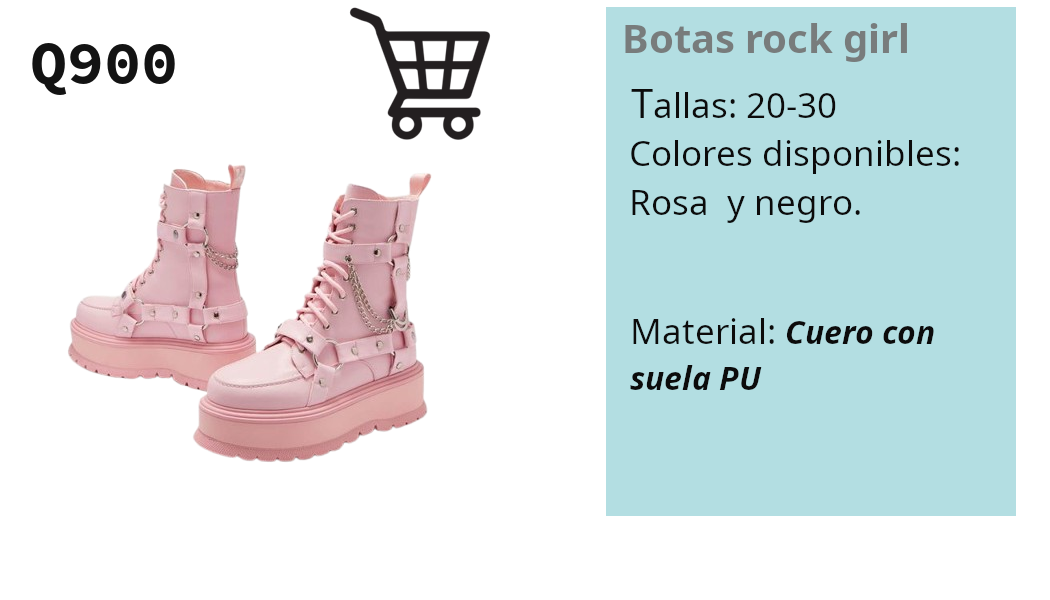 Q900
Botas rock girl
Tallas: 20-30
Colores disponibles:
Rosa y negro.
Material: Cuero con
suela PU